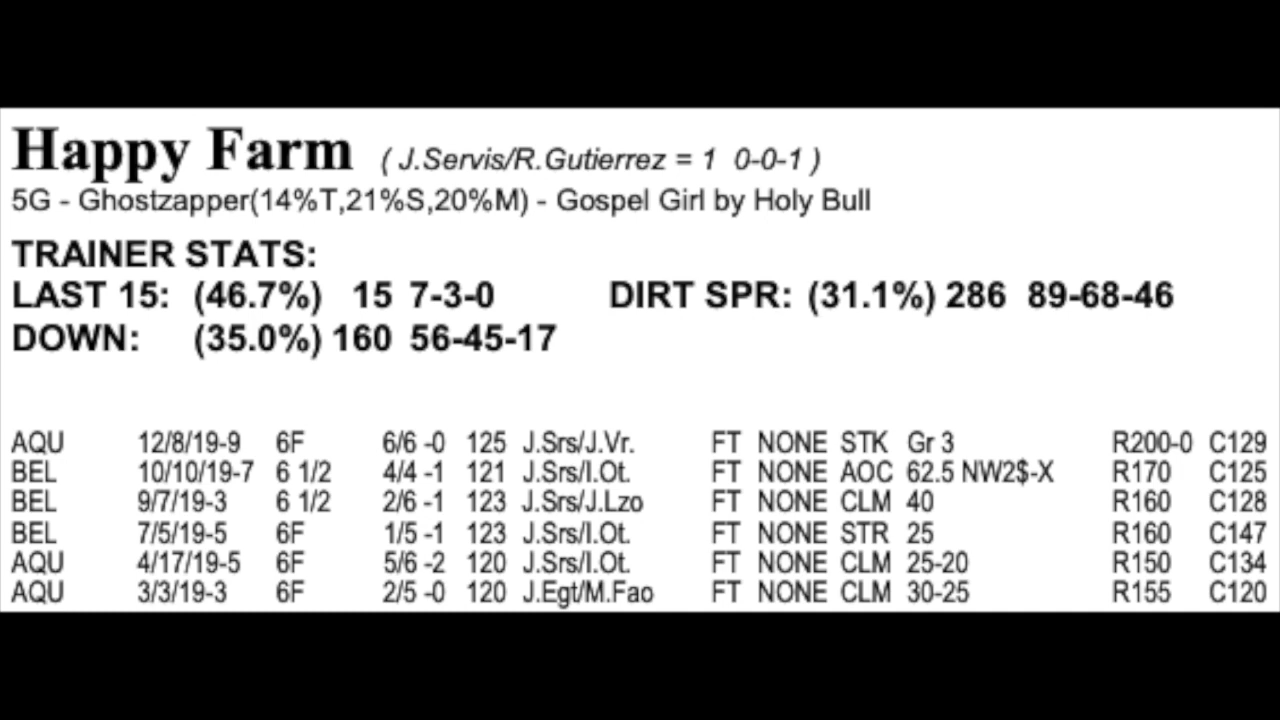 Happy Farm ( J.Servis/R.Gutierrez = 1 0-0-1 )
5G - Ghostzapper(14%T,21%S,20%M) - Gospel Girl by Holy Bull
TRAINER STATS:
LAST 15: (46.7%) 15 7-3-0 DIRT SPR: (31.1%) 286 89-68-46
DOWN: (35.0%) 160 56-45-17
AQU 12/8/19-9 6F 6/6 -0 125 J.Srs/J.Vr. FT NONE STK Gr 3 R200-0 C129
BEL 10/10/19-7 6 1/2 4/4 -1 121 J.Srs/I.Ot. FT NONE AOC 62.5 NW2$-X R170 C125
BEL 9/7/19-3 6 1/2 2/6 -1 123 J.Srs/J.Lzo FT NONE CLM 40 R160 C128
BEL 7/5/19-5 6F 1/5 -1 123 J.Srs/I.Ot. FT NONE STR 25 R160 C147
AQU 4/17/19-5 6F 5/6 -2 120 J.Srs/I.Ot. FT NONE CLM 25-20 R150 C134
AQU 3/3/19-3 6F 2/5 -0 120 J.Egt/M.Fao FT NONE CLM 30-25 R155 C120